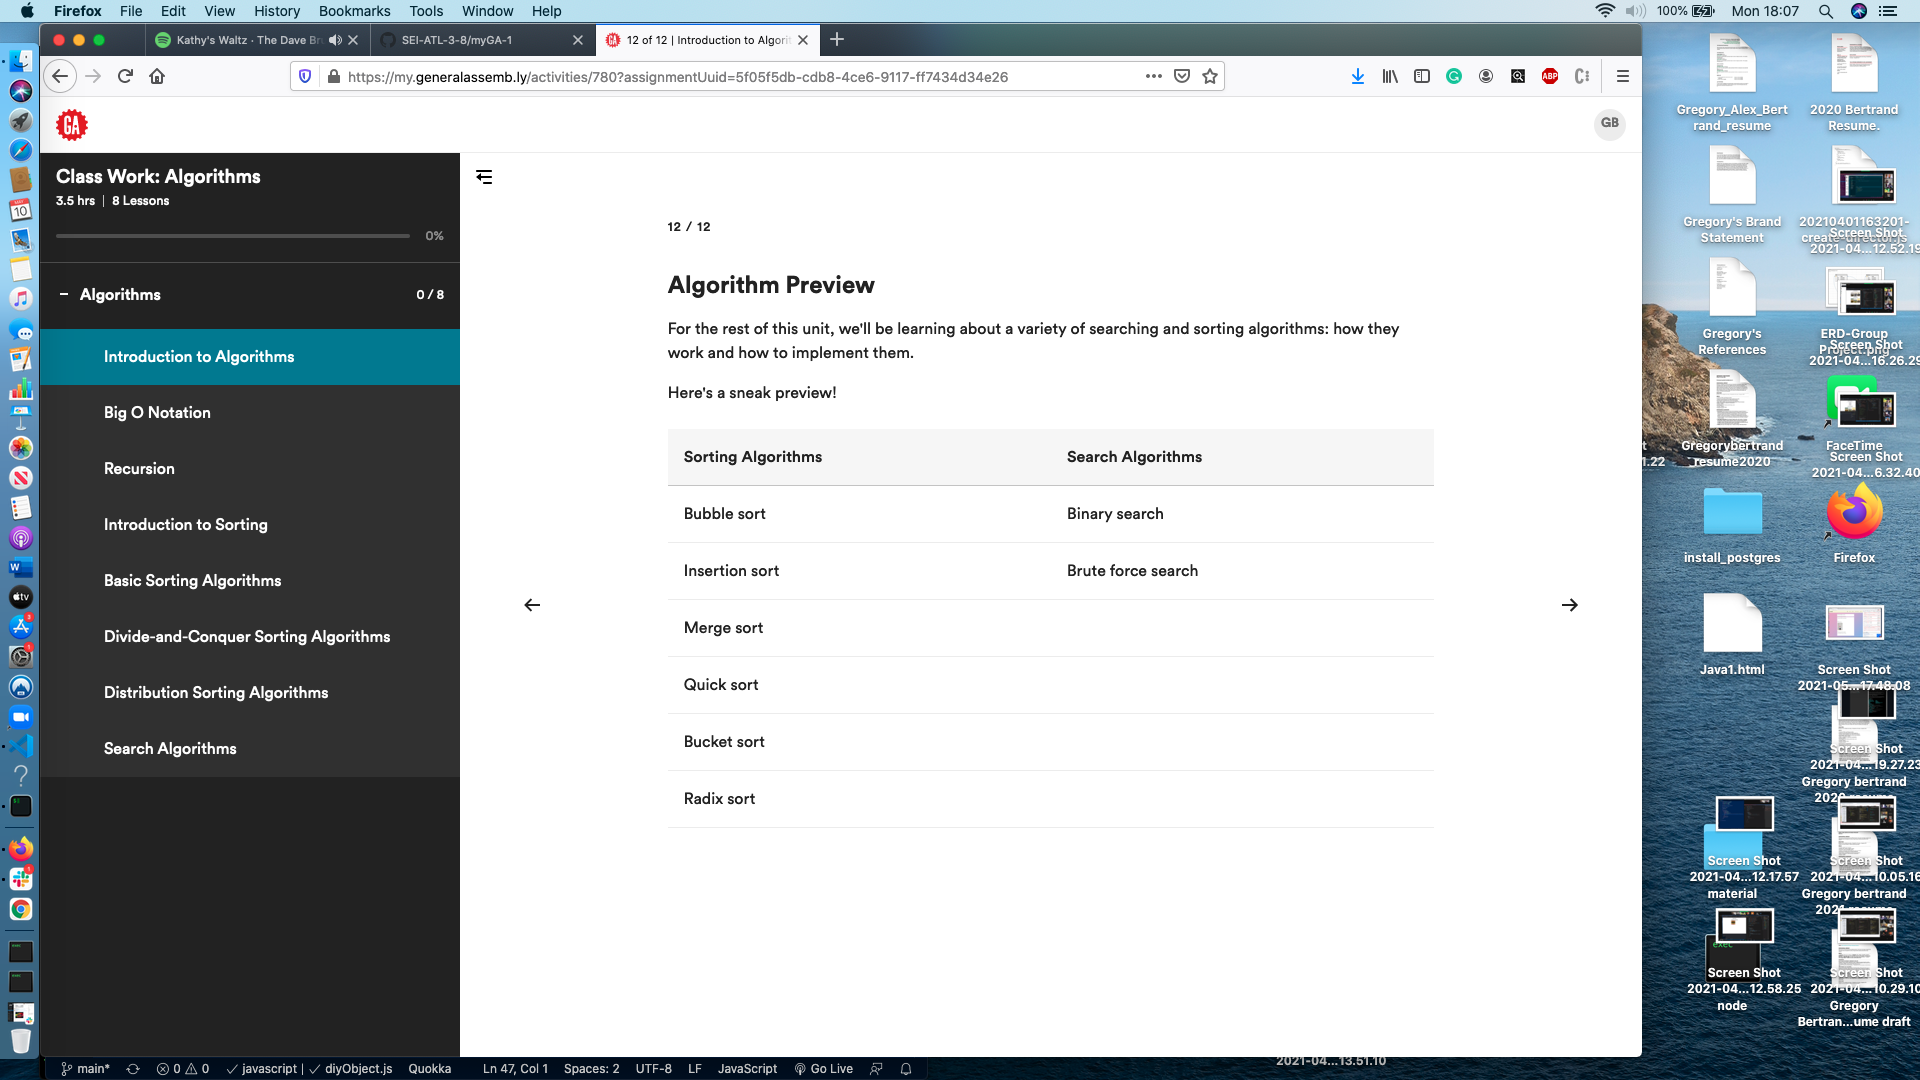 Firefox File Edit View History Bookmarks Tools Window Help
100% Mon 18:07
Kathy's Waltz · The Dave Br
SEI-ATL-3-8/myGA-1
12 of 12 | Introduction to Algorit
https://my.generalassemb.ly/activities/780?assignmentUuid=5f05f5db-cdb8-4ce6-9117-ff7434d34e26
ABP
GA
GB
Class Work: Algorithms
3.5 hrs | 8 Lessons
0%
Algorithms 0 / 8
Introduction to Algorithms
Big O Notation
Recursion
Introduction to Sorting
Basic Sorting Algorithms
Divide-and-Conquer Sorting Algorithms
Distribution Sorting Algorithms
Search Algorithms
12 / 12
Algorithm Preview
For the rest of this unit, we'll be learning about a variety of searching and sorting algorithms: how they
work and how to implement them.
Here's a sneak preview!
Sorting Algorithms Search Algorithms
Bubble sort Binary search
Insertion sort Brute force search
Merge sort
Quick sort
Bucket sort
Radix sort
Gregory_Alex_Bert
rand_resume
2020 Bertrand
Resume.
Gregory's Brand
Statement
20210401163201-
create-director.js
Screen Shot
2021-04...12.52.19
Gregory's
References
ERD-Group
Project.png
Screen Shot
2021-04...16.26.29
Gregorybertrand
resume2020
FaceTime
Screen Shot
2021-04...6.32.40
t
1.22
install_postgres
Firefox
Java1.html
Screen Shot
2021-05...17.48.08
Screen Shot
2021-04...19.27.23
Gregory bertrand
2020 resume
Screen Shot
2021-04...12.17.57
material
Screen Shot
2021-04...10.05.16
Gregory bertrand
2021 resume
exec
Screen Shot
2021-04...12.58.25
node
Screen Shot
2021-04...10.29.10
Gregory
Bertran...ume draft
2021-04...13.51.10
main* 0 0 javascript | diyObject.js Quokka Ln 47, Col 1 Spaces: 2 UTF-8 LF JavaScript Go Live